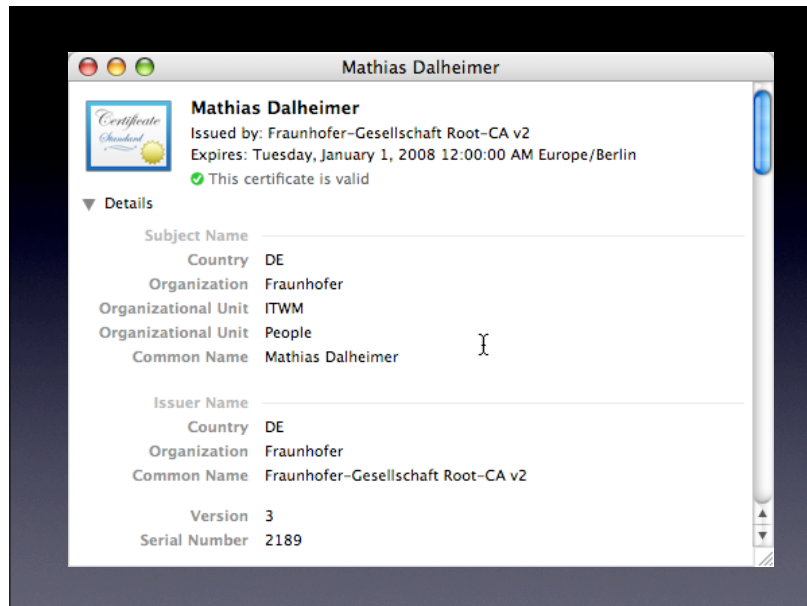 Mathias Dalheimer
Certificate
Standard
Mathias Dalheimer
Issued by: Fraunhofer-Gesellschaft Root-CA v2
Expires: Tuesday, January 1, 2008 12:00:00 AM Europe/Berlin
This certificate is valid
Details
Subject Name
Country DE
Organization Fraunhofer
Organizational Unit ITWM
Organizational Unit People
Common Name Mathias Dalheimer
Issuer Name
Country DE
Organization Fraunhofer
Common Name Fraunhofer-Gesellschaft Root-CA v2
Version 3
Serial Number 2189